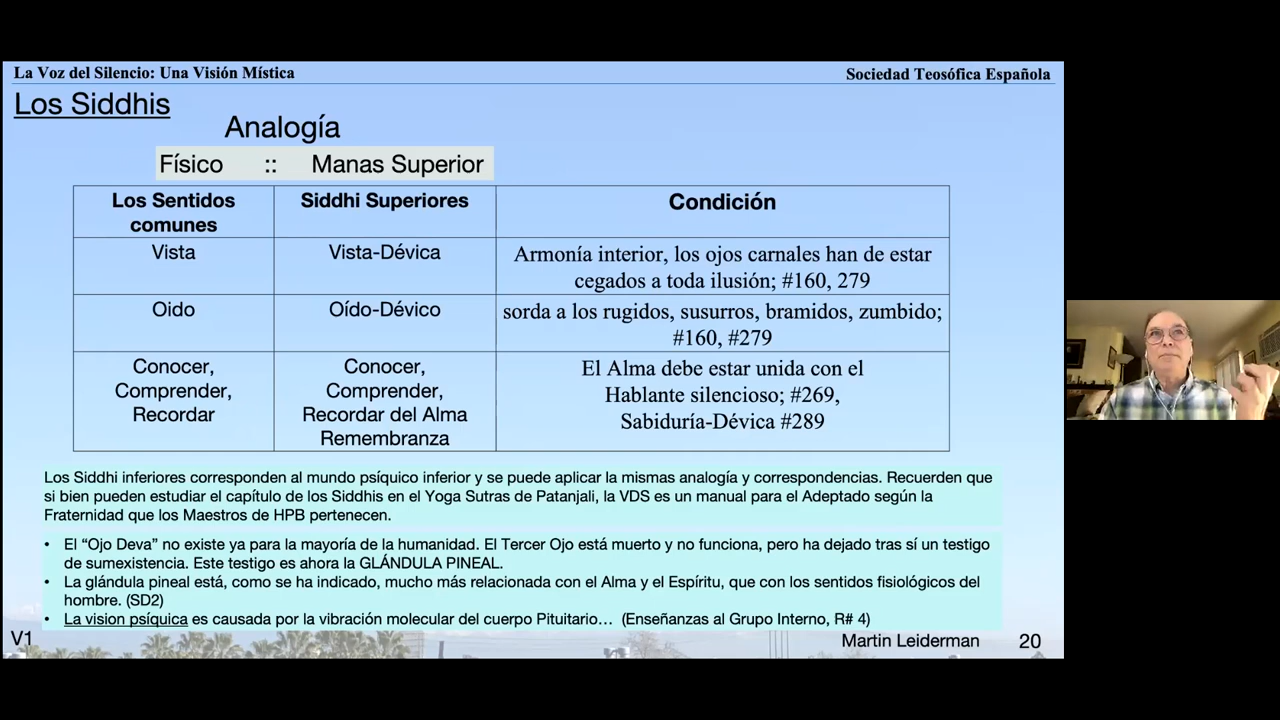 La Voz del Silencio: Una Visión Mística
Sociedad Teosófica Española
Los Siddhis
Analogía
Físico :: Manas Superior
Los Sentidos
comunes
Siddhi Superiores
Condición
Vista
Vista-Dévica
Armonía interior, los ojos carnales han de estar
cegados a toda ilusión; #160, 279
Oido
Oído-Dévico
sorda a los rugidos, susurros, bramidos, zumbido;
#160, #279
Conocer,
Comprender,
Recordar
Conocer,
Comprender,
Recordar del Alma
Remembranza
El Alma debe estar unida con el
Hablante silencioso; #269,
Sabiduría-Dévica #289
Los Siddhi inferiores corresponden al mundo psíquico inferior y se puede aplicar la mismas analogía y correspondencias. Recuerden que
si bien pueden estudiar el capítulo de los Siddhis en el Yoga Sutras de Patanjali, la VDS es un manual para el Adeptado según la
Fraternidad que los Maestros de HPB pertenecen.
• El “Ojo Deva” no existe ya para la mayoría de la humanidad. El Tercer Ojo está muerto y no funciona, pero ha dejado tras sí un testigo
de sumexistencia. Este testigo es ahora la GLÁNDULA PINEAL.
• La glándula pineal está, como se ha indicado, mucho más relacionada con el Alma y el Espíritu, que con los sentidos fisiológicos del
hombre. (SD2)
• La vision psíquica es causada por la vibración molecular del cuerpo Pituitario… (Enseñanzas al Grupo Interno, R# 4)
V1
Martin Leiderman
20